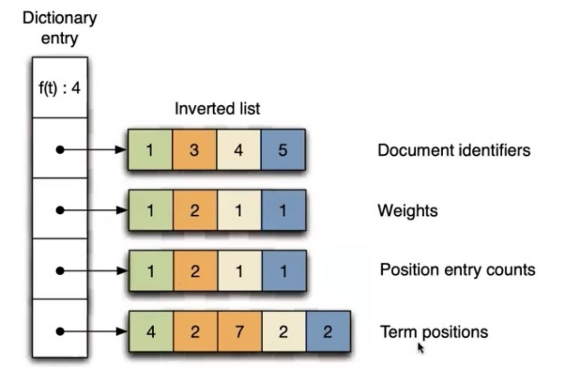 Dictionary
entry
f(t) : 4
Inverted list
1 3 4 5 Document identifiers
1 2 1 1 Weights
1 2 1 1 Position entry counts
4 2 7 2 2 Term positions